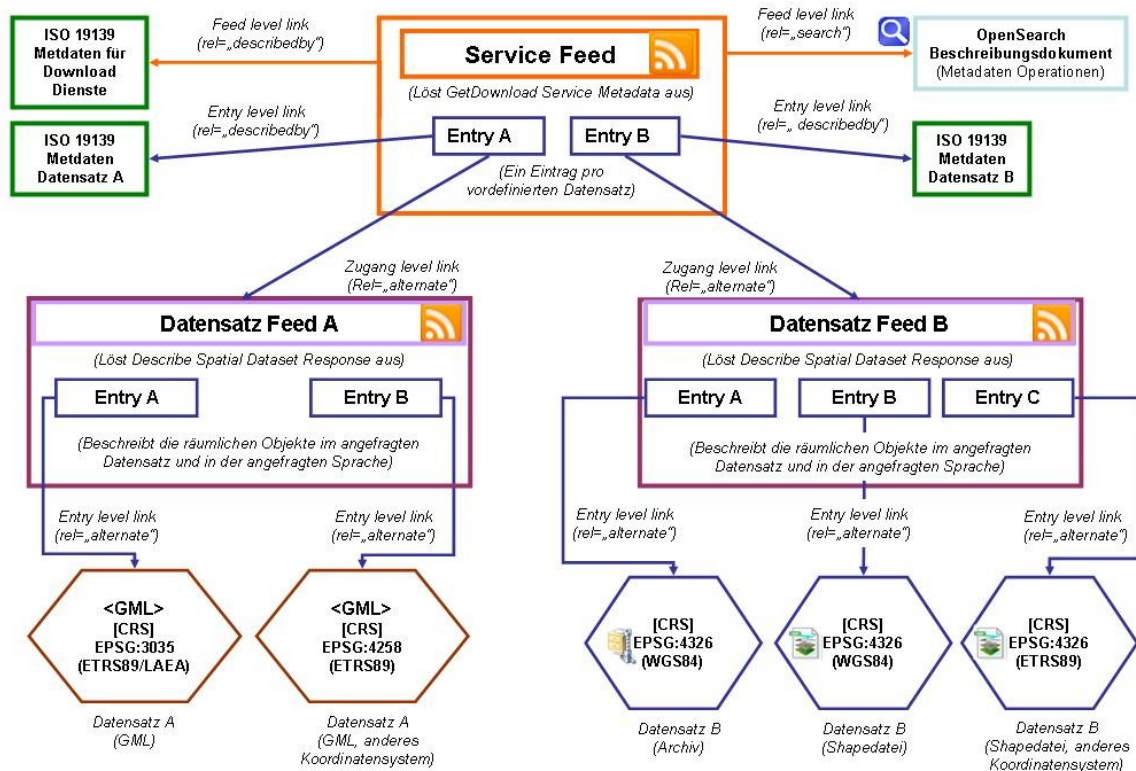 ISO 19139
Metdaten für
Download
Dienste
Feed level link
(rel=„describedby“)
Service Feed
(Löst GetDownload Service Metadata aus)
Feed level link
(rel=„search“)
OpenSearch
Beschreibungsdokument
(Metadaten Operationen)
Entry level link
(rel=„describedby“)
ISO 19139
Metdaten
Datensatz A
Entry A
Entry B
(Ein Eintrag pro
vordefinierten Datensatz)
Entry level link
(rel=„ describedby“)
ISO 19139
Metdaten
Datensatz B
Zugang level link
(Rel=„alternate“)
Zugang level link
(Rel=„alternate“)
Datensatz Feed A
(Löst Describe Spatial Dataset Response aus)
Entry A
Entry B
(Beschreibt die räumlichen Objekte im angefragten
Datensatz und in der angefragten Sprache)
Datensatz Feed B
(Löst Describe Spatial Dataset Response aus)
Entry A
Entry B
Entry C
(Beschreibt die räumlichen Objekte im angefragten
Datensatz und in der angefragten Sprache)
Entry level link
(rel=„alternate“)
Entry level link
(rel=„alternate“)
Entry level link
(rel=„alternate“)
Entry level link
(rel=„alternate“)
Entry level link
(rel=„alternate“)
<GML>
[CRS]
EPSG:3035
(ETRS89/LAEA)
Datensatz A
(GML)
<GML>
[CRS]
EPSG:4258
(ETRS89)
Datensatz A
(GML, anderes
Koordinatensystem)
[CRS]
EPSG:4326
(WGS84)
Datensatz B
(Archiv)
[CRS]
EPSG:4326
(WGS84)
Datensatz B
(Shapedatei)
[CRS]
EPSG:4326
(ETRS89)
Datensatz B
(Shapedatei, anderes
Koordinatensystem)